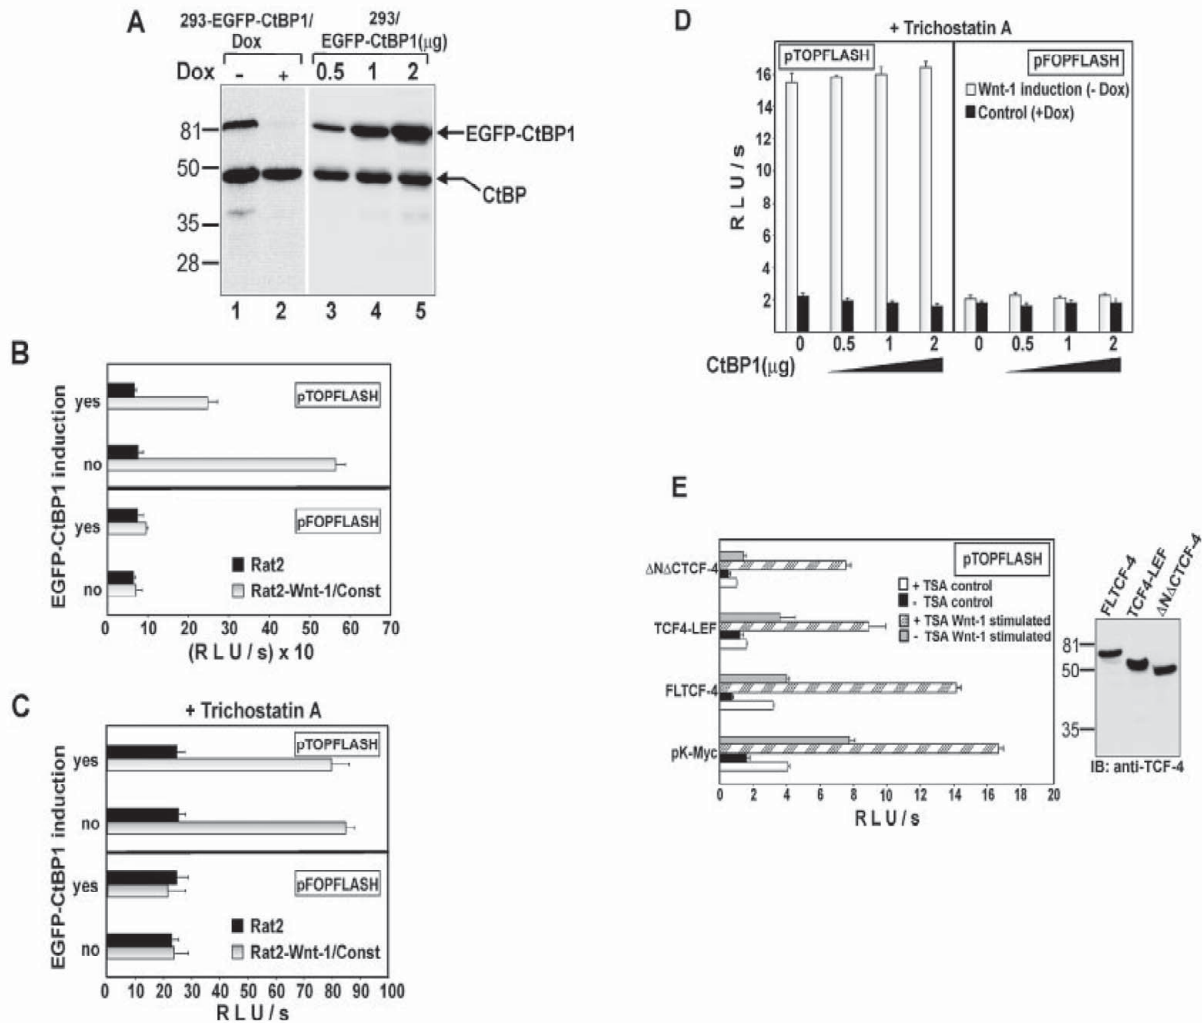 A
293-EGFP-CtBP1/
Dox
293/
EGFP-CtBP1(µg)
Dox - + 0.5 1 2
81
50
35
28
EGFP-CtBP1
CtBP
1 2 3 4 5
B
EGFP-CtBP1 induction
yes
no
yes
no
pTOPFLASH
pFOPFLASH
Rat2
Rat2-Wnt-1/Const
0 10 20 30 40 50 60 70
(R L U / s) x 10
C
+ Trichostatin A
EGFP-CtBP1 induction
yes
no
yes
no
pTOPFLASH
pFOPFLASH
Rat2
Rat2-Wnt-1/Const
0 10 20 30 40 50 60 70 80 90 100
R L U / s
D
+ Trichostatin A
pTOPFLASH
pFOPFLASH
Wnt-1 induction (- Dox)
Control (+Dox)
R L U / s
16
14
12
10
8
6
4
2
0 0.5 1 2 0 0.5 1 2
CtBP1(µg)
E
pTOPFLASH
ΔNΔCTCF-4
TCF4-LEF
FLTCF-4
pK-Myc
+ TSA control
- TSA control
+ TSA Wnt-1 stimulated
- TSA Wnt-1 stimulated
0 2 4 6 8 10 12 14 16 18 20
R L U / s
FLTCF-4
TCF4-LEF
ΔNΔCTCF-4
81
50
35
IB: anti-TCF-4